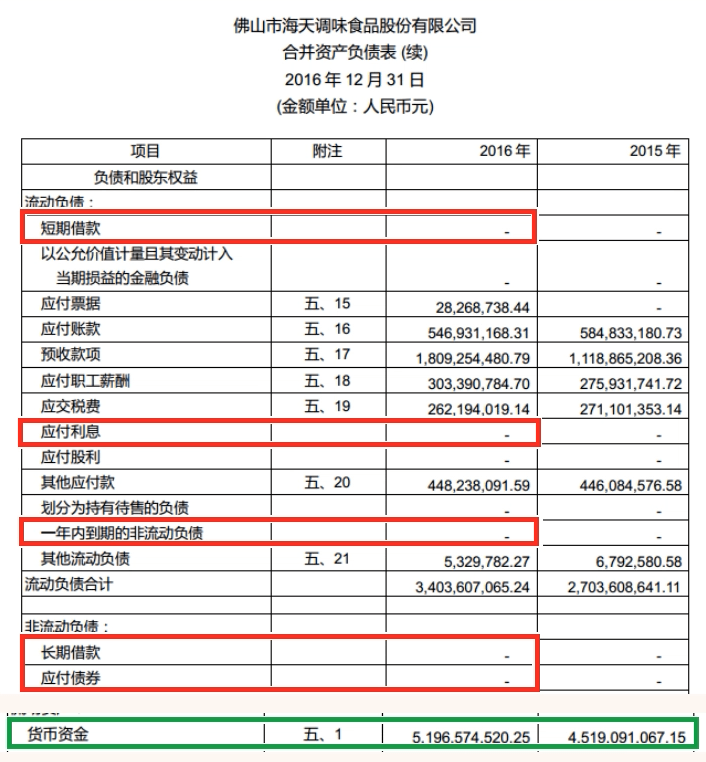 佛山市海天调味食品股份有限公司
合并资产负债表 (续)
2016 年 12 月 31 日
(金额单位：人民币元)
项目 附注 2016 年 2015 年
负债和股东权益
流动负债：
短期借款 - -
以公允价值计量且其变动计入
当期损益的金融负债 - -
应付票据 五、15 28,268,738.44 -
应付账款 五、16 546,931,168.31 584,833,180.73
预收款项 五、17 1,809,254,480.79 1,118,865,208.36
应付职工薪酬 五、18 303,390,784.70 275,931,741.72
应交税费 五、19 262,194,019.14 271,101,353.14
应付利息 - -
应付股利 - -
其他应付款 五、20 448,238,091.59 446,084,576.58
划分为持有待售的负债 - -
一年内到期的非流动负债 - -
其他流动负债 五、21 5,329,782.27 6,792,580.58
流动负债合计 3,403,607,065.24 2,703,608,641.11
非流动负债：
长期借款 - -
应付债券 - -
货币资金 五、1 5.196.574.520.25 4.519.091.067.15